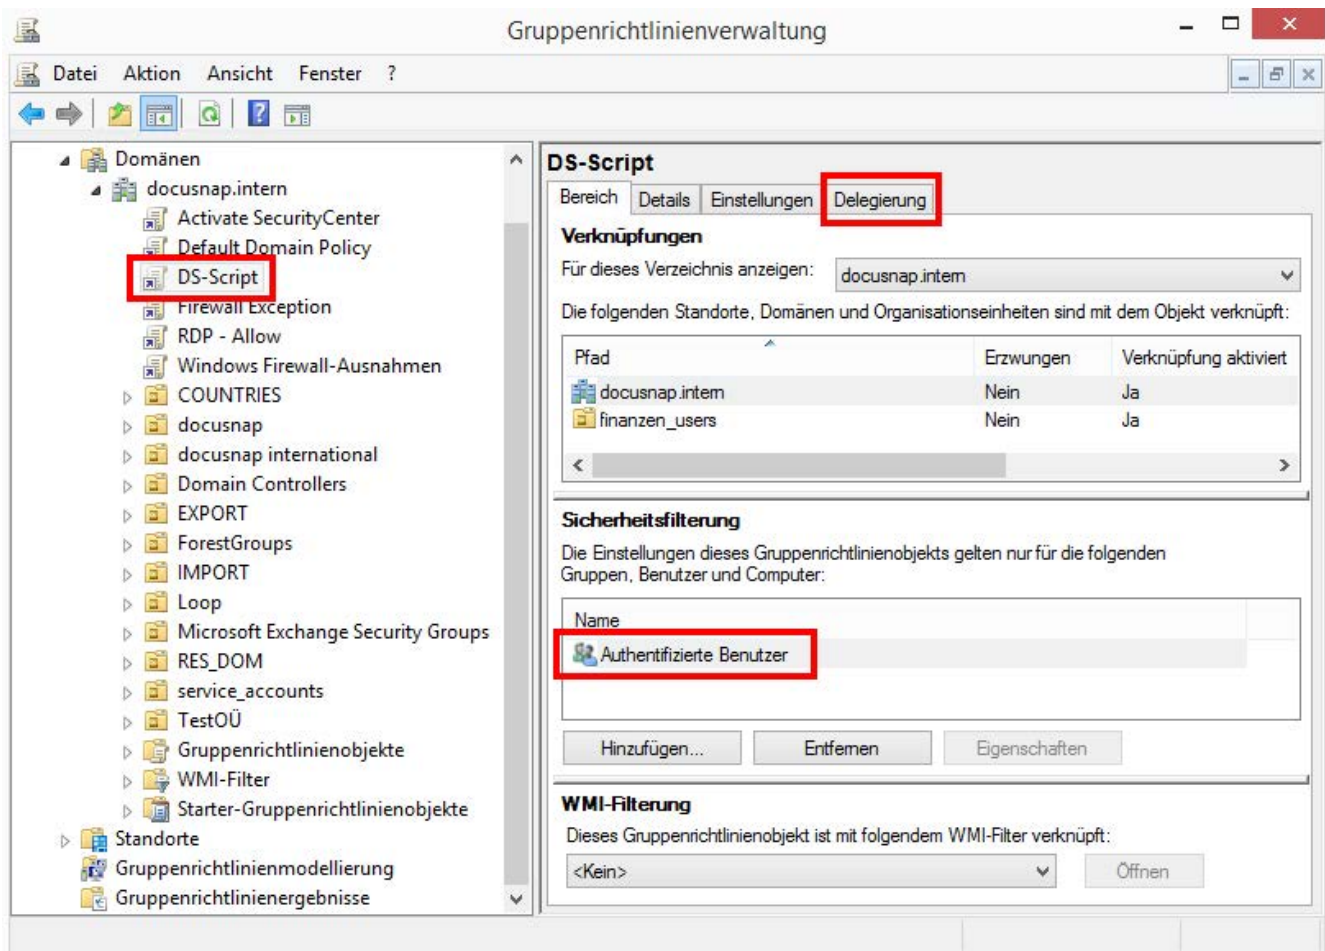 Gruppenrichtlinienverwaltung
Datei Aktion Ansicht Fenster ?
Domänen
docusnap.intern
Activate SecurityCenter
Default Domain Policy
DS-Script
Firewall Exception
RDP - Allow
Windows Firewall-Ausnahmen
COUNTRIES
docusnap
docusnap international
Domain Controllers
EXPORT
ForestGroups
IMPORT
Loop
Microsoft Exchange Security Groups
RES_DOM
service_accounts
TestOÜ
Gruppenrichtlinienobjekte
WMI-Filter
Starter-Gruppenrichtlinienobjekte
Standorte
Gruppenrichtlinienmodellierung
Gruppenrichtlinienergebnisse
DS-Script
Bereich Details Einstellungen Delegierung
Verknüpfungen
Für dieses Verzeichnis anzeigen: docusnap.intern
Die folgenden Standorte, Domänen und Organisationseinheiten sind mit dem Objekt verknüpft:
Pfad Erzwungen Verknüpfung aktiviert
docusnap.intern Nein Ja
finanzen_users Nein Ja
Sicherheitsfilterung
Die Einstellungen dieses Gruppenrichtlinienobjekts gelten nur für die folgenden
Gruppen, Benutzer und Computer:
Name
Authentifizierte Benutzer
Hinzufügen... Entfernen Eigenschaften
WMI-Filterung
Dieses Gruppenrichtlinienobjekt ist mit folgendem WMI-Filter verknüpft:
<Kein> Öffnen